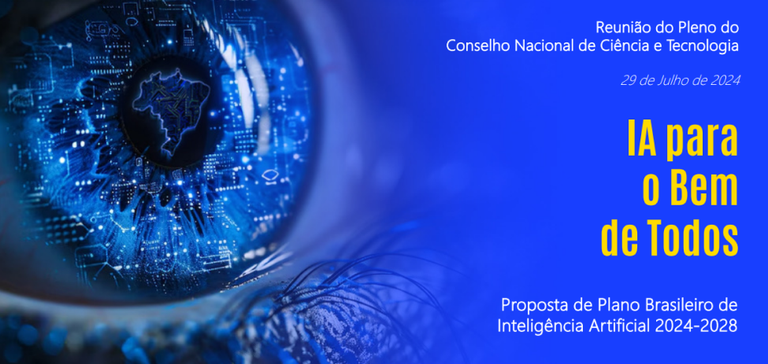 Reunião do Pleno do
Conselho Nacional de Ciência e Tecnologia
29 de Julho de 2024
IA para
o Bem
de Todos
Proposta de Plano Brasileiro de
Inteligência Artificial 2024-2028